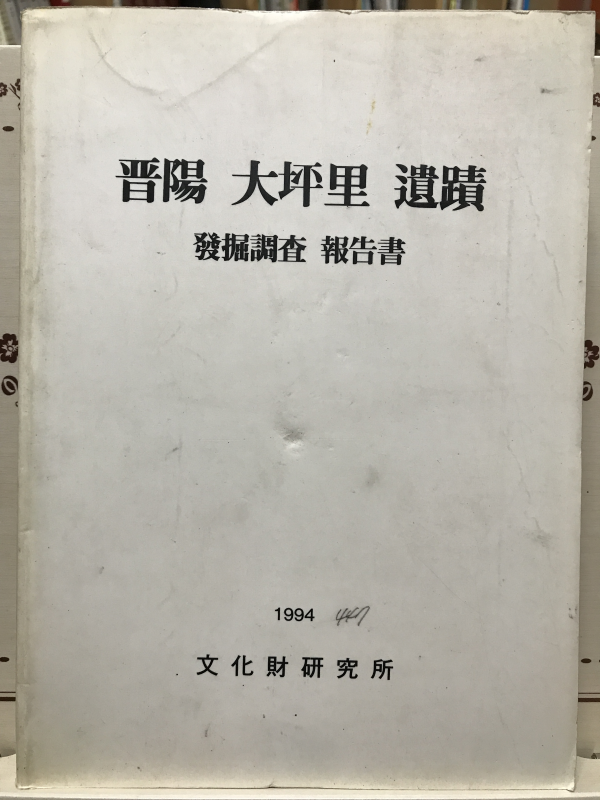 晋陽 大坪里 遺蹟
發掘調査 報告書
1994
文化財研究所